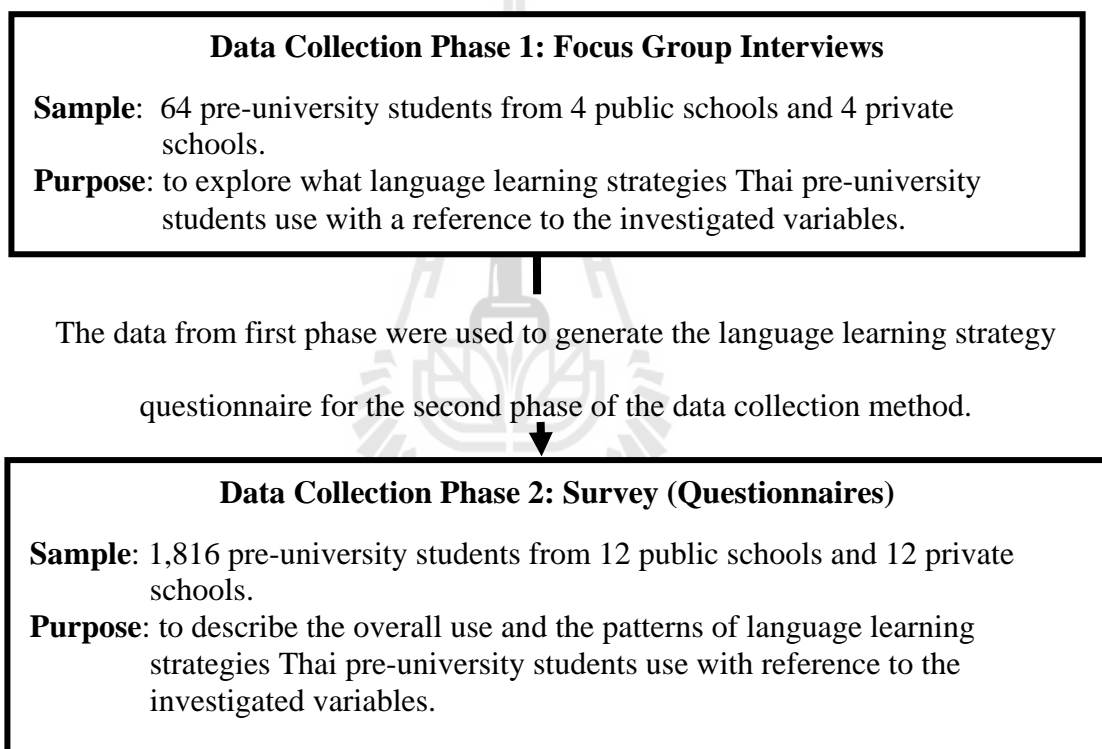 Data Collection Phase 1: Focus Group Interviews
Sample: 64 pre-university students from 4 public schools and 4 private
schools.
Purpose: to explore what language learning strategies Thai pre-university
students use with a reference to the investigated variables.
The data from first phase were used to generate the language learning strategy
questionnaire for the second phase of the data collection method.
Data Collection Phase 2: Survey (Questionnaires)
Sample: 1,816 pre-university students from 12 public schools and 12 private
schools.
Purpose: to describe the overall use and the patterns of language learning
strategies Thai pre-university students use with reference to the
investigated variables.